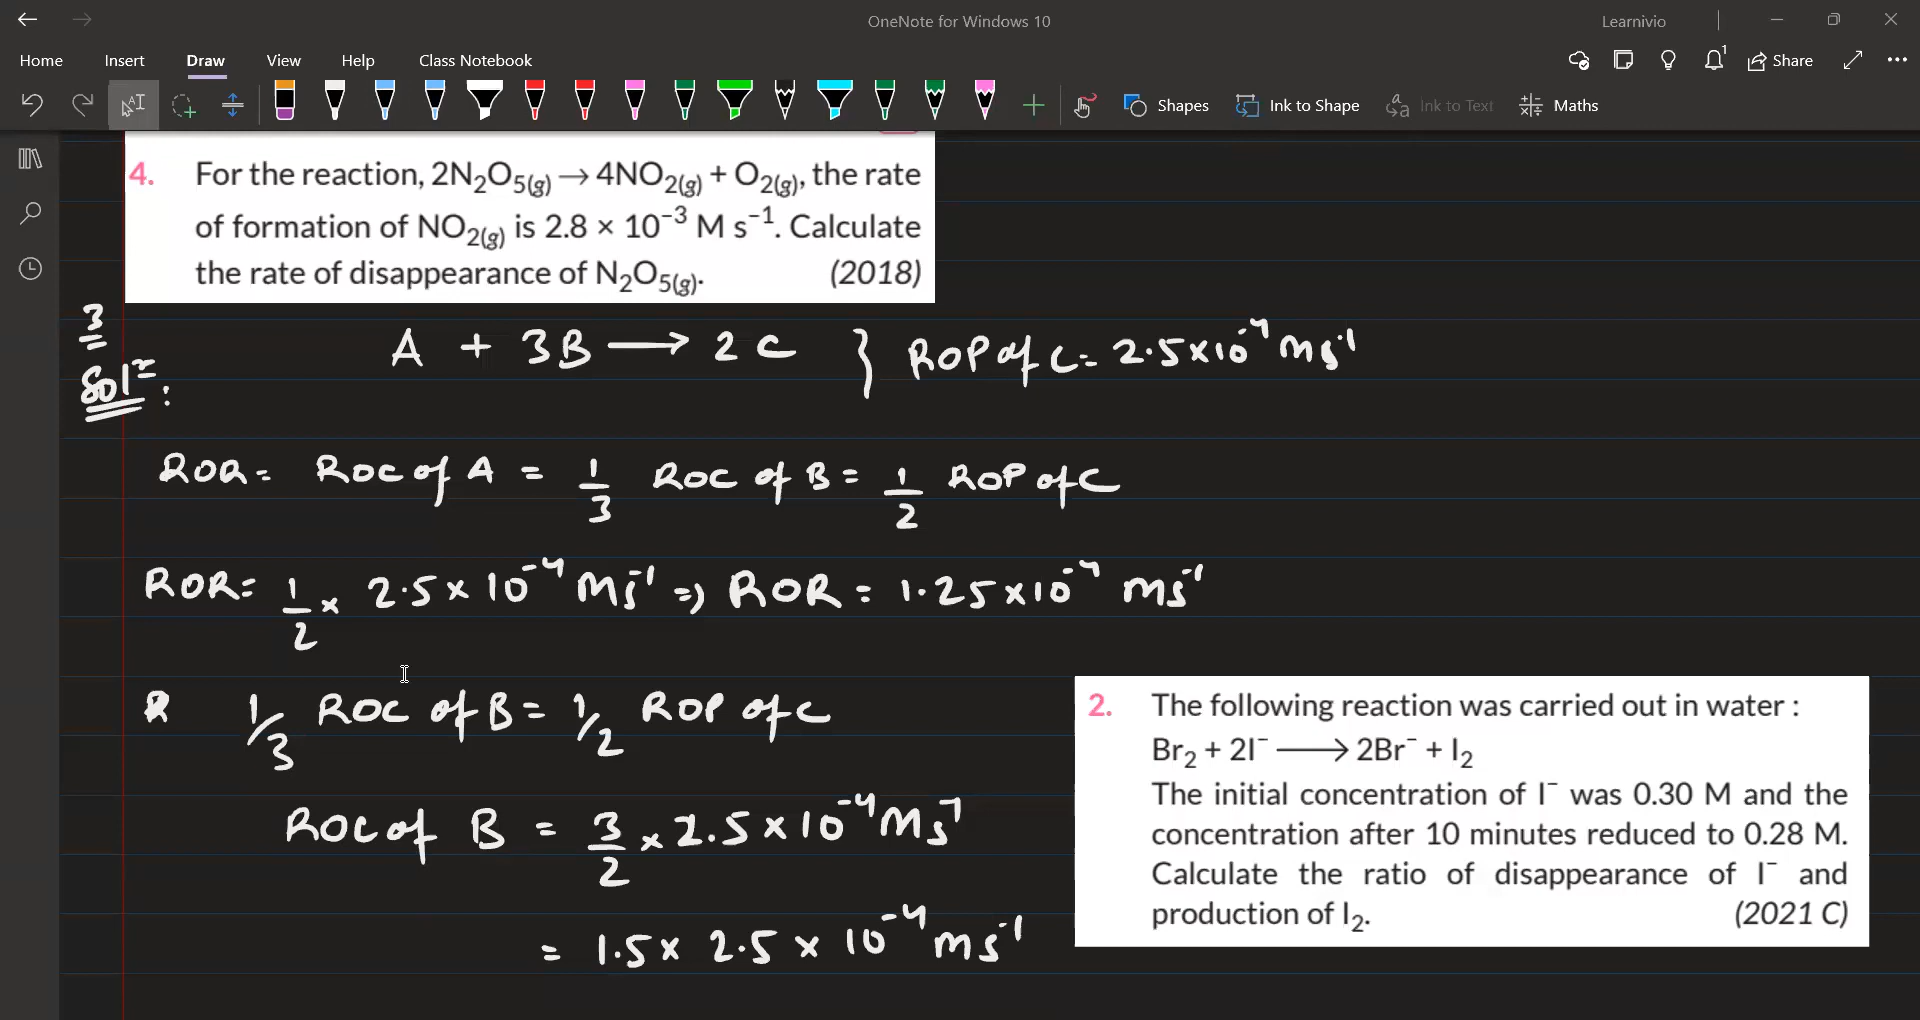 OneNote for Windows 10
Learnivio
Home Insert Draw View Help Class Notebook
1
Share
Shapes Ink to Shape Ink to Text Maths
4. For the reaction, 2N₂O₅(g) → 4NO₂(g) + O₂(g), the rate
of formation of NO₂(g) is 2.8 × 10⁻³ M s⁻¹. Calculate
the rate of disappearance of N₂O₅(g). (2018)
3
Solⁿ :
A + 3B → 2C } ROP of C = 2.5×10⁻⁴ Ms⁻¹
ROR = ROC of A = 1/3 ROC of B = 1/2 ROP of C
ROR = 1/2 × 2.5 × 10⁻⁴ Ms⁻¹ ⇒ ROR = 1.25×10⁻⁴ Ms⁻¹
R 1/3 ROC of B = 1/2 ROP of C
ROC of B = 3/2 × 2.5 × 10⁻⁴ Ms⁻¹
= 1.5 × 2.5 × 10⁻⁴ Ms⁻¹
2. The following reaction was carried out in water :
Br₂ + 2I⁻ ⟶ 2Br⁻ + I₂
The initial concentration of I⁻ was 0.30 M and the
concentration after 10 minutes reduced to 0.28 M.
Calculate the ratio of disappearance of I⁻ and
production of I₂. (2021 C)